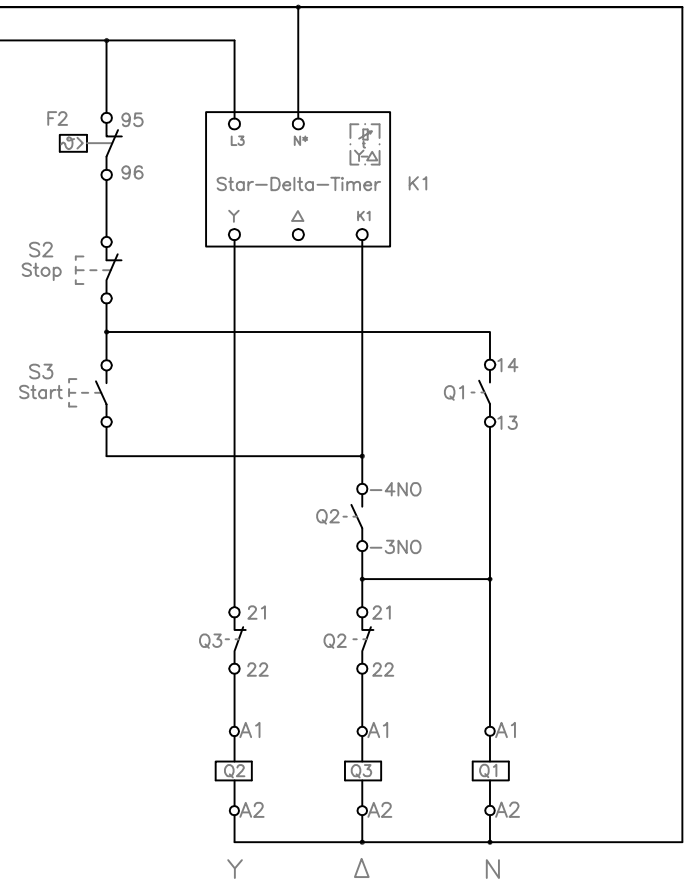 F2
95
96
L3
N*
t
Y-Δ
Star-Delta-Timer
K1
Y
Δ
K1
S2
Stop
S3
Start
14
Q1
13
-4NO
Q2
-3NO
21
Q3
22
21
Q2
22
A1
A1
A1
Q2
Q3
Q1
A2
A2
A2
Y
Δ
N